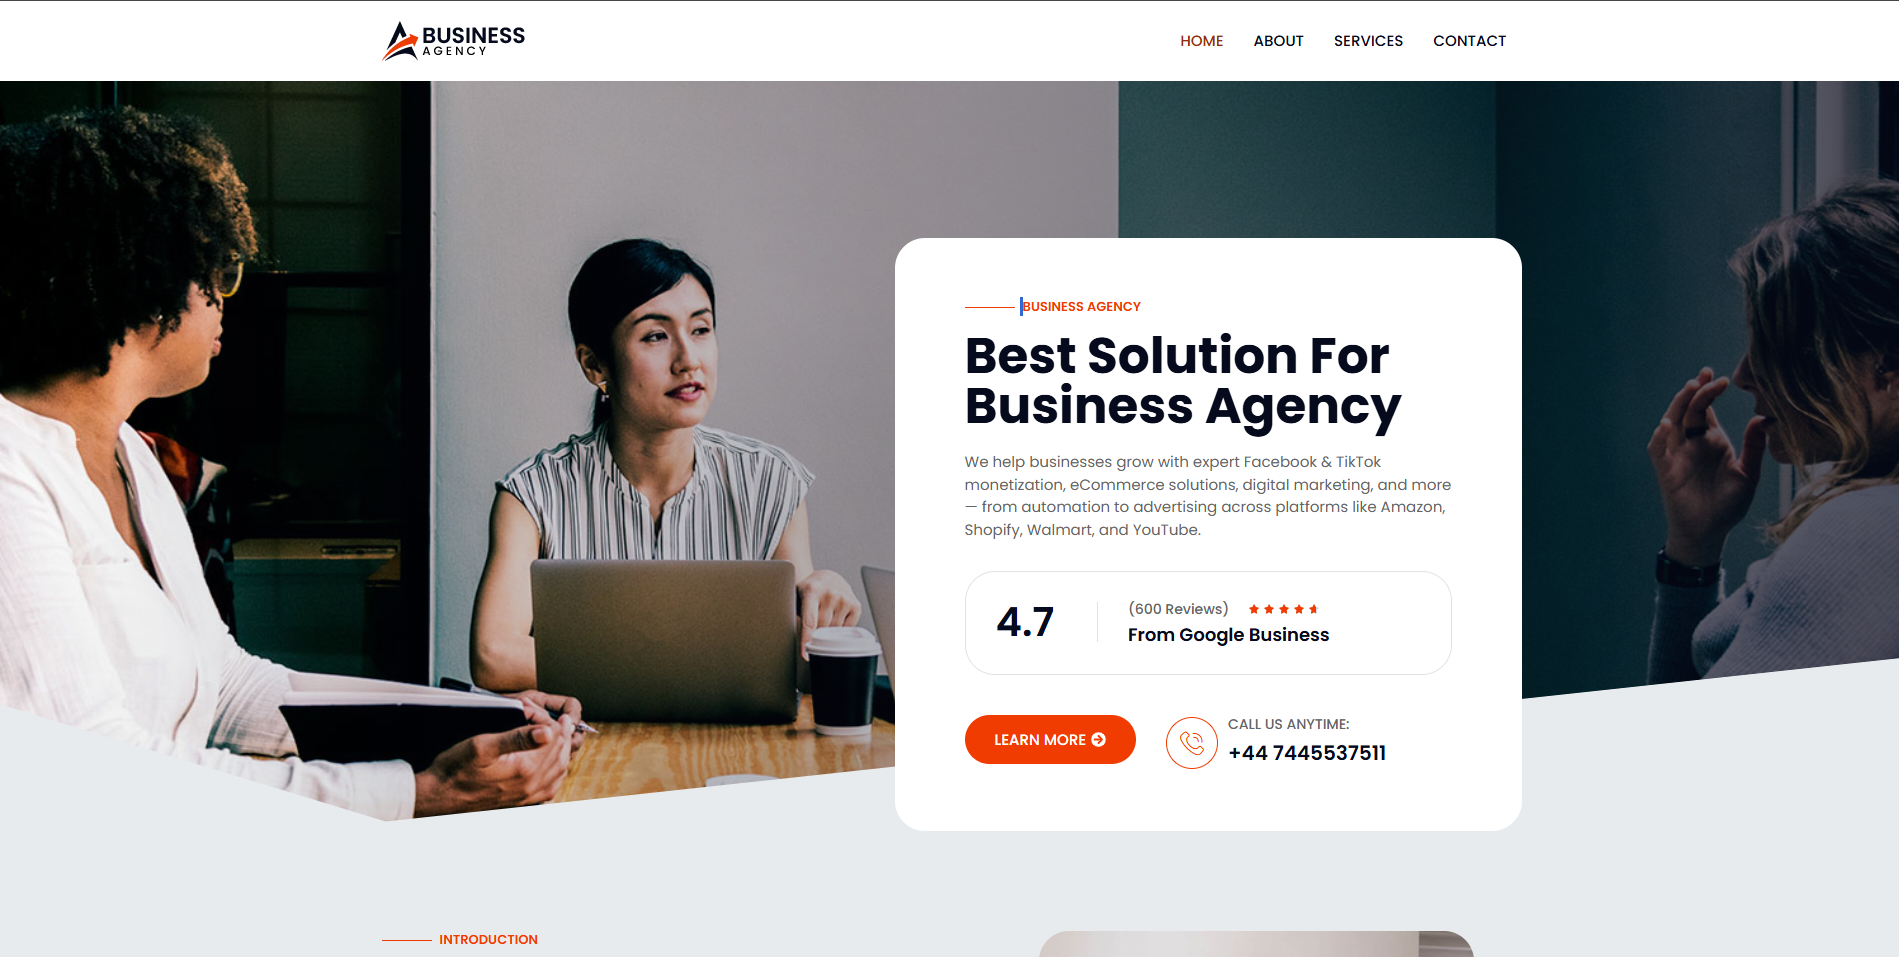 BUSINESS
AGENCY
HOME ABOUT SERVICES CONTACT
BUSINESS AGENCY
Best Solution For
Business Agency
We help businesses grow with expert Facebook & TikTok
monetization, eCommerce solutions, digital marketing, and more
— from automation to advertising across platforms like Amazon,
Shopify, Walmart, and YouTube.
4.7
(600 Reviews)
From Google Business
LEARN MORE
CALL US ANYTIME:
+44 7445537511
INTRODUCTION